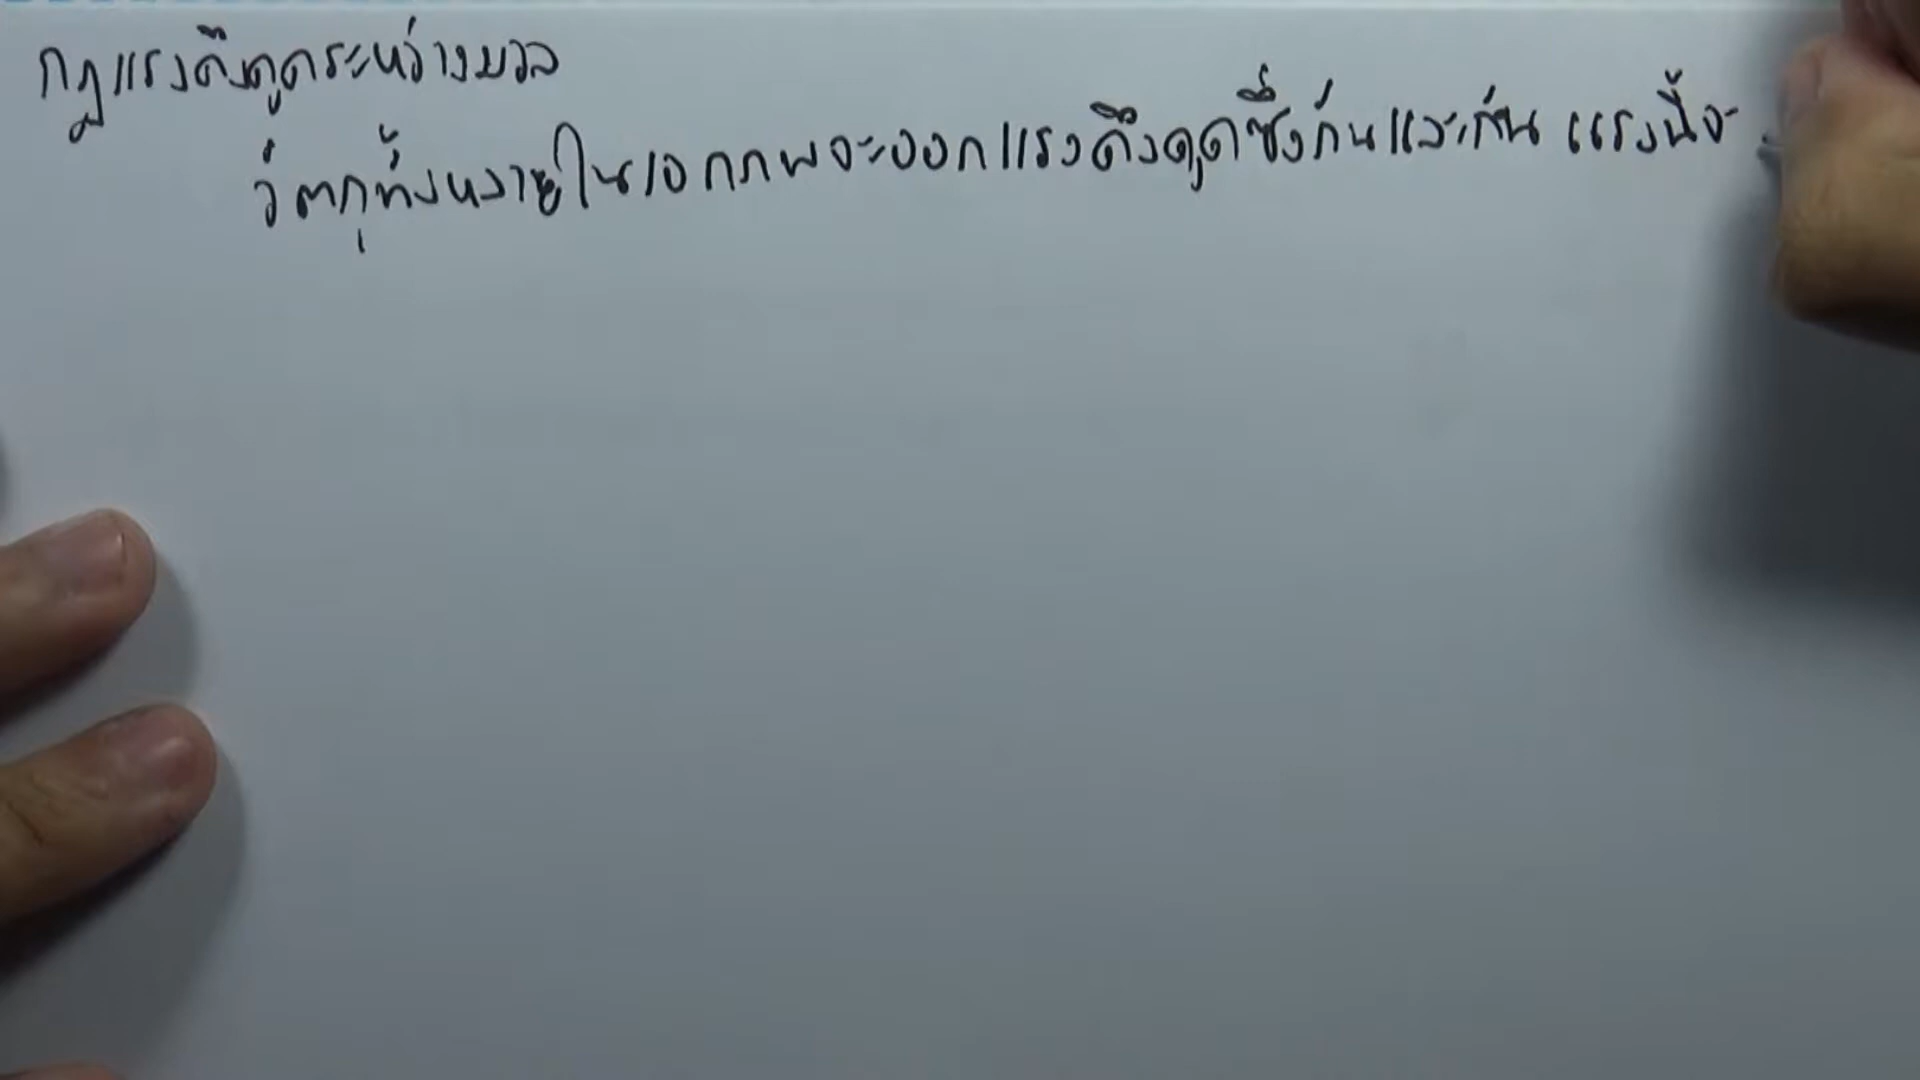 กฎแรงดึงดูดระหว่างมวล
วัตถุทั้งหลายในเอกภพจะออกแรงดึงดูดซึ่งกันและกัน แรงนี้จะ